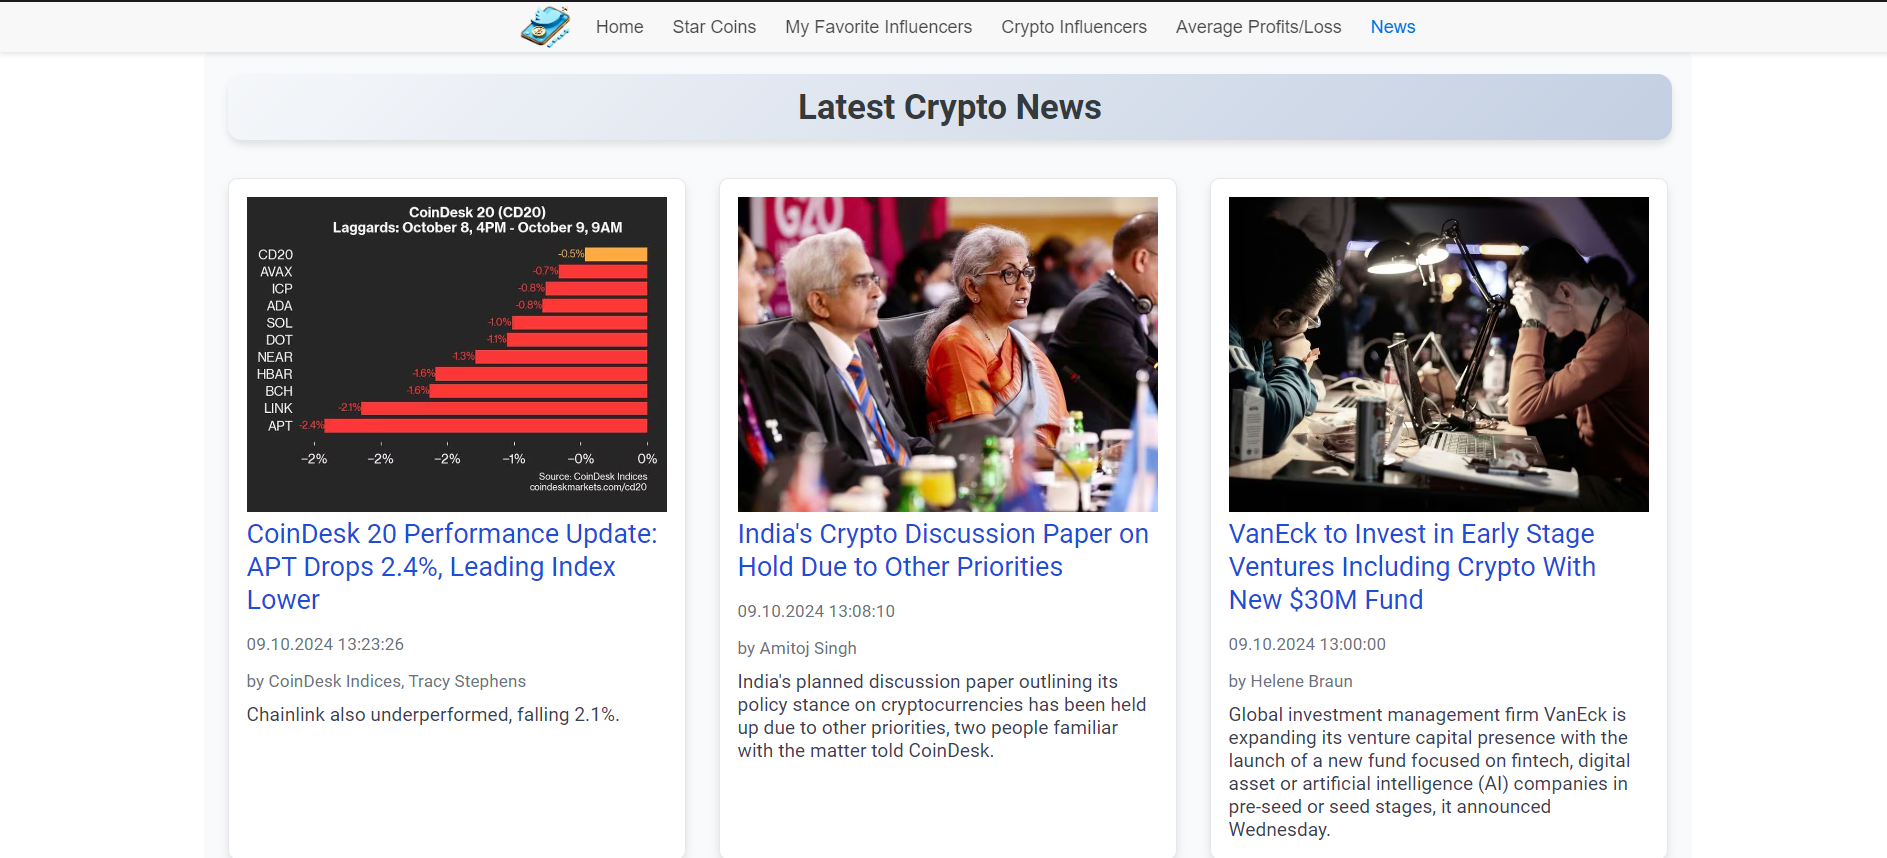 Home Star Coins My Favorite Influencers Crypto Influencers Average Profits/Loss News
Latest Crypto News
CoinDesk 20 (CD20)
Laggards: October 8, 4PM - October 9, 9AM
CD20 -0.5%
AVAX -0.7%
ICP -0.8%
ADA -0.8%
SOL -1.0%
DOT -1.1%
NEAR -1.3%
HBAR -1.6%
BCH -1.6%
LINK -2.1%
APT -2.4%
−2% −2% −2% −1% −0% 0%
Source: CoinDesk Indices
coindeskmarkets.com/cd20
CoinDesk 20 Performance Update:
APT Drops 2.4%, Leading Index
Lower
09.10.2024 13:23:26
by CoinDesk Indices, Tracy Stephens
Chainlink also underperformed, falling 2.1%.
G20
India's Crypto Discussion Paper on
Hold Due to Other Priorities
09.10.2024 13:08:10
by Amitoj Singh
India's planned discussion paper outlining its
policy stance on cryptocurrencies has been held
up due to other priorities, two people familiar
with the matter told CoinDesk.
VanEck to Invest in Early Stage
Ventures Including Crypto With
New $30M Fund
09.10.2024 13:00:00
by Helene Braun
Global investment management firm VanEck is
expanding its venture capital presence with the
launch of a new fund focused on fintech, digital
asset or artificial intelligence (AI) companies in
pre-seed or seed stages, it announced
Wednesday.